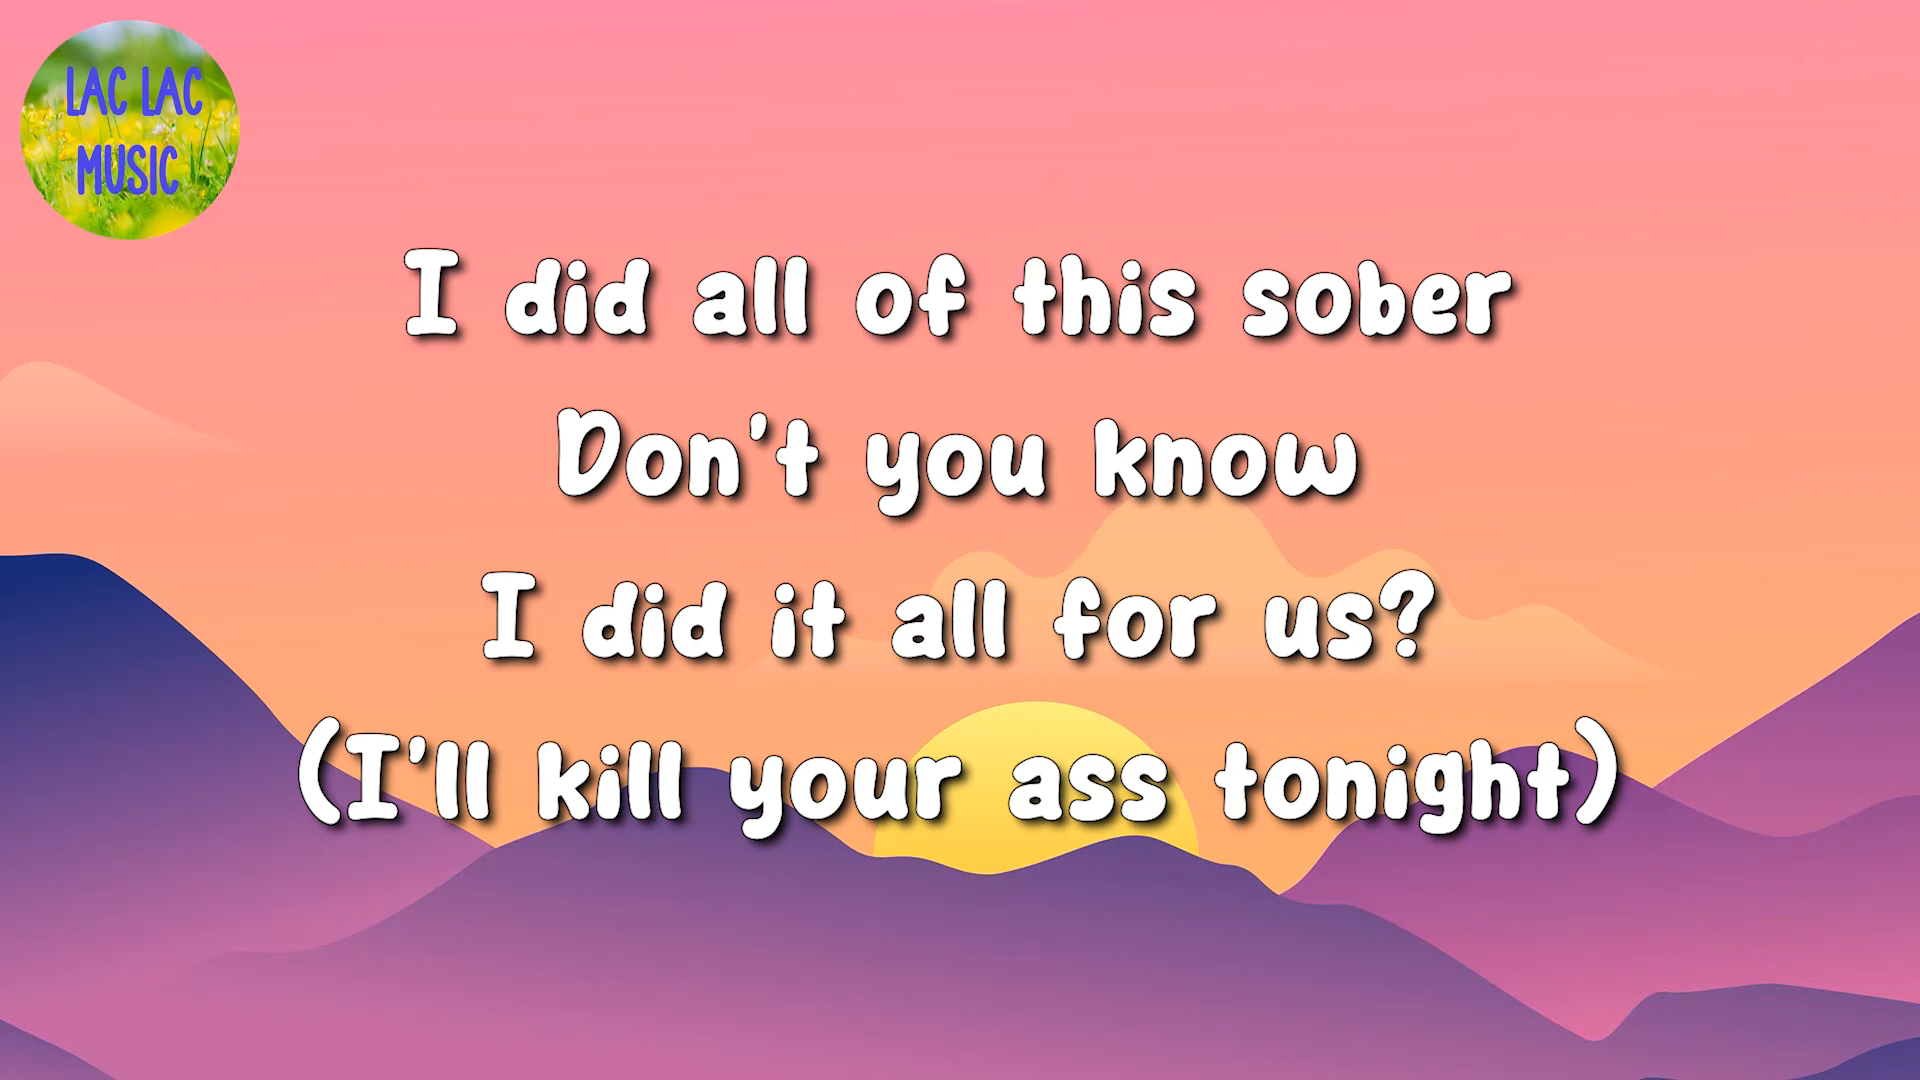 LAC LAC
MUSIC
I did all of this sober
Don't you know
I did it all for us?
(I'll kill your ass tonight)